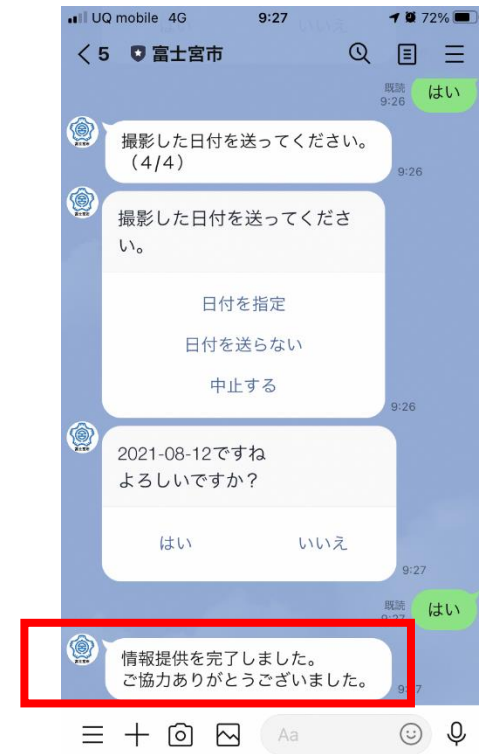 UQ mobile 4G 9:27 72%
5 富士宮市
既読
9:26
はい
撮影した日付を送ってください。
（4/4）
9:26
撮影した日付を送ってくださ
い。
日付を指定
日付を送らない
中止する
9:26
2021-08-12ですね
よろしいですか？
はい いいえ
9:27
既読
9:27
はい
情報提供を完了しました。
ご協力ありがとうございました。
9:27
Aa